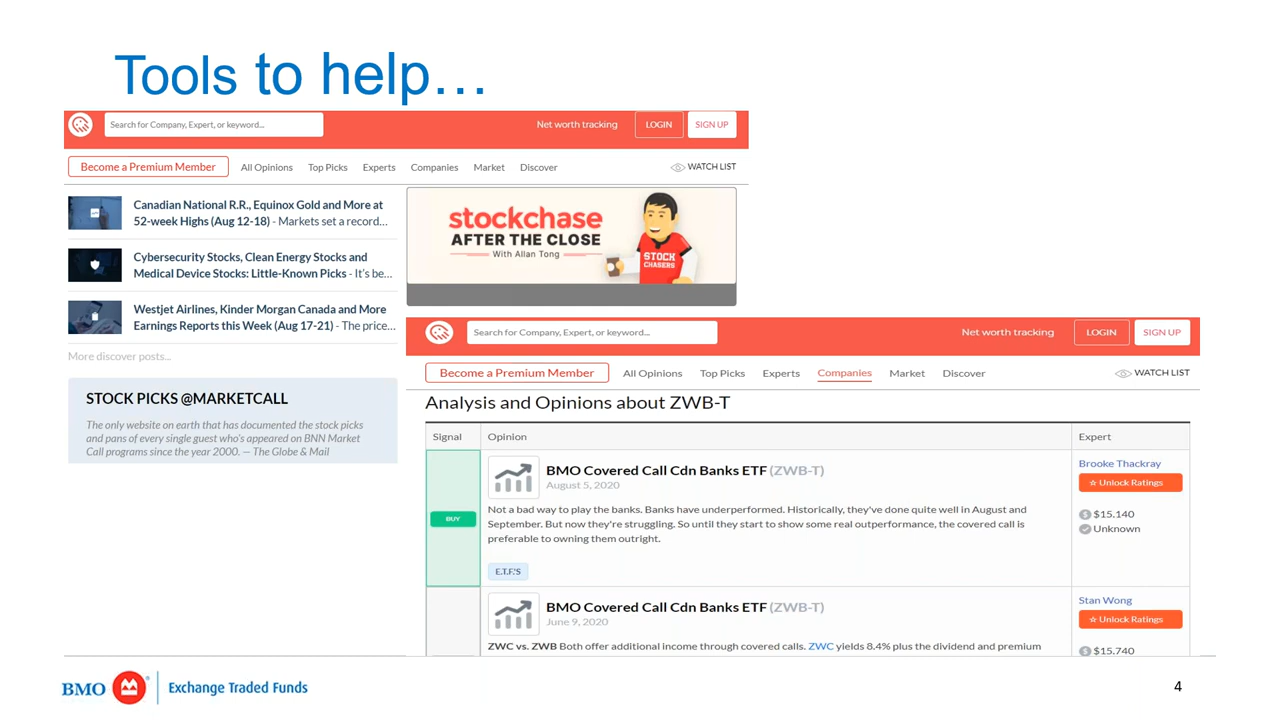 Tools to help…
Search for Company, Expert, or keyword...
Net worth tracking
LOGIN
SIGN UP
Become a Premium Member
All Opinions
Top Picks
Experts
Companies
Market
Discover
WATCH LIST
Canadian National R.R., Equinox Gold and More at
52-week Highs (Aug 12-18) - Markets set a record...
Cybersecurity Stocks, Clean Energy Stocks and
Medical Device Stocks: Little-Known Picks - It's be...
Westjet Airlines, Kinder Morgan Canada and More
Earnings Reports this Week (Aug 17-21) - The price...
More discover posts...
STOCK PICKS @MARKETCALL
The only website on earth that has documented the stock picks
and pans of every single guest who's appeared on BNN Market
Call programs since the year 2000. — The Globe & Mail
stockchase
AFTER THE CLOSE
With Allan Tong
STOCK
CHASERS
Search for Company, Expert, or keyword...
Net worth tracking
LOGIN
SIGN UP
Become a Premium Member
All Opinions
Top Picks
Experts
Companies
Market
Discover
WATCH LIST
Analysis and Opinions about ZWB-T
Signal
Opinion
Expert
BUY
BMO Covered Call Cdn Banks ETF (ZWB-T)
August 5, 2020
Not a bad way to play the banks. Banks have underperformed. Historically, they've done quite well in August and
September. But now they're struggling. So until they start to show some real outperformance, the covered call is
preferable to owning them outright.
E.T.F.'S
Brooke Thackray
☆ Unlock Ratings
$15.140
Unknown
BMO Covered Call Cdn Banks ETF (ZWB-T)
June 9, 2020
ZWC vs. ZWB Both offer additional income through covered calls. ZWC yields 8.4% plus the dividend and premium
Stan Wong
☆ Unlock Ratings
$15.740
BMO Exchange Traded Funds
4